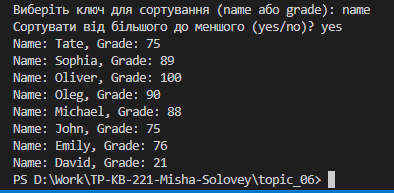 Виберіть ключ для сортування (name або grade): name
Сортувати від більшого до меншого (yes/no)? yes
Name: Tate, Grade: 75
Name: Sophia, Grade: 89
Name: Oliver, Grade: 100
Name: Oleg, Grade: 90
Name: Michael, Grade: 88
Name: John, Grade: 75
Name: Emily, Grade: 76
Name: David, Grade: 21
PS D:\Work\TP-KB-221-Misha-Solovey\topic_06>